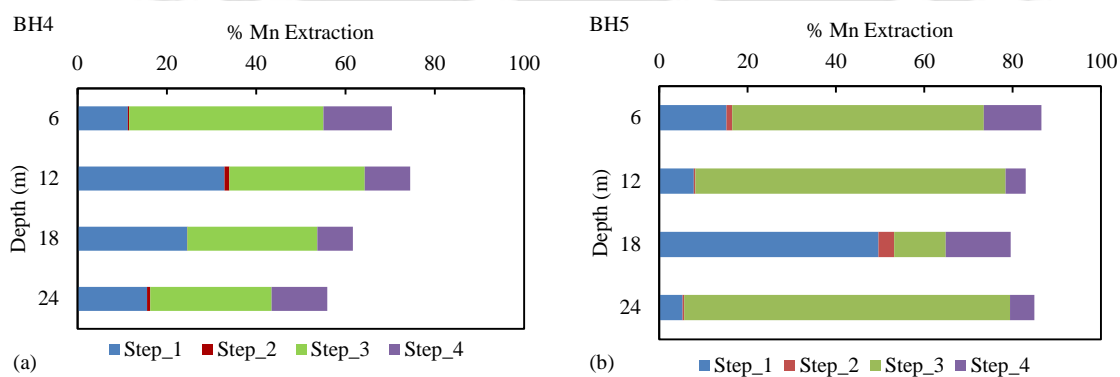 BH4
% Mn Extraction
0 20 40 60 80 100
Depth (m)
6
12
18
24
(a)
Step_1 Step_2 Step_3 Step_4
BH5
% Mn Extraction
0 20 40 60 80 100
Depth (m)
6
12
18
24
(b)
Step_1 Step_2 Step_3 Step_4